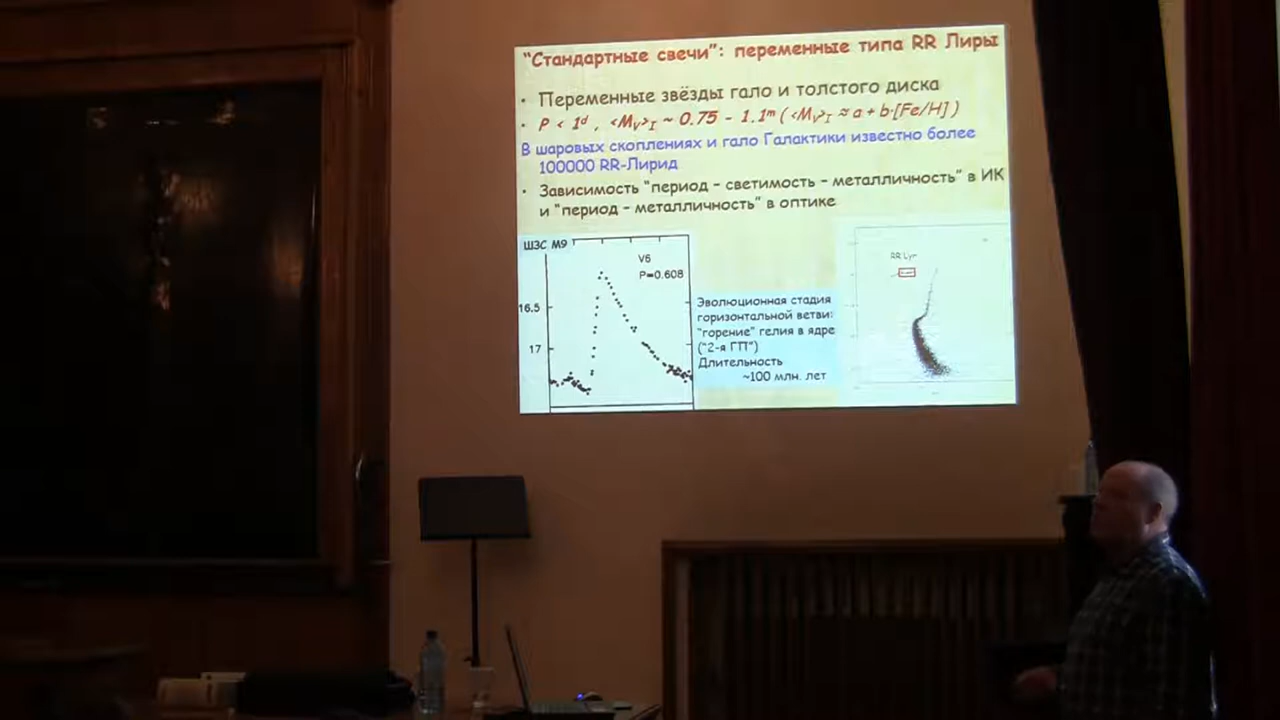 “Стандартные свечи”: переменные типа RR Лиры
• Переменные звёзды гало и толстого диска
• P < 1ᵈ , <Mᵥ>ᵢ ~ 0.75 – 1.1ᵐ ( <Mᵥ>ᵢ ≈ a + b·[Fe/H] )
В шаровых скоплениях и гало Галактики известно более
100000 RR-Лирид
• Зависимость “период – светимость – металличность” в ИК
и “период – металличность” в оптике
ШЗС М9
V6
P=0.608
16.5
17
Эволюционная стадия
горизонтальной ветви:
“горение” гелия в ядре
(“2-я ГП”)
Длительность
~100 млн. лет
RR Lyr